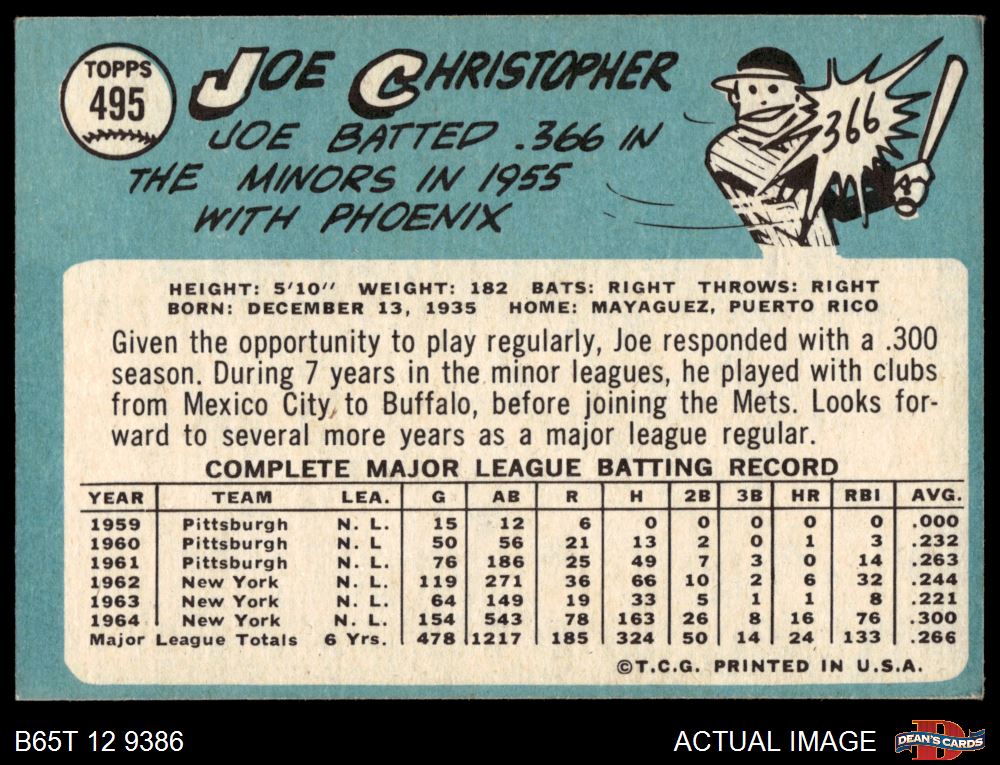 TOPPS
495
JOE CHRISTOPHER
JOE BATTED .366 IN
THE MINORS IN 1955
WITH PHOENIX
366
HEIGHT: 5'10" WEIGHT: 182 BATS: RIGHT THROWS: RIGHT
BORN: DECEMBER 13, 1935 HOME: MAYAGUEZ, PUERTO RICO
Given the opportunity to play regularly, Joe responded with a .300
season. During 7 years in the minor leagues, he played with clubs
from Mexico City to Buffalo, before joining the Mets. Looks for-
ward to several more years as a major league regular.
COMPLETE MAJOR LEAGUE BATTING RECORD
YEAR TEAM LEA. G AB R H 2B 3B HR RBI AVG.
1959 Pittsburgh N. L. 15 12 6 0 0 0 0 0 .000
1960 Pittsburgh N. L 50 56 21 13 2 0 1 3 .232
1961 Pittsburgh N. L. 76 186 25 49 7 3 0 14 .263
1962 New York N. L. 119 271 36 66 10 2 6 32 .244
1963 New York N. L. 64 149 19 33 5 1 1 8 .221
1964 New York N. L. 154 543 78 163 26 8 16 76 .300
Major League Totals 6 Yrs. 478 1217 185 324 50 14 24 133 .266
©T.C.G. PRINTED IN U.S.A.
B65T 12 9386
ACTUAL IMAGE
D
DEAN'S CARDS